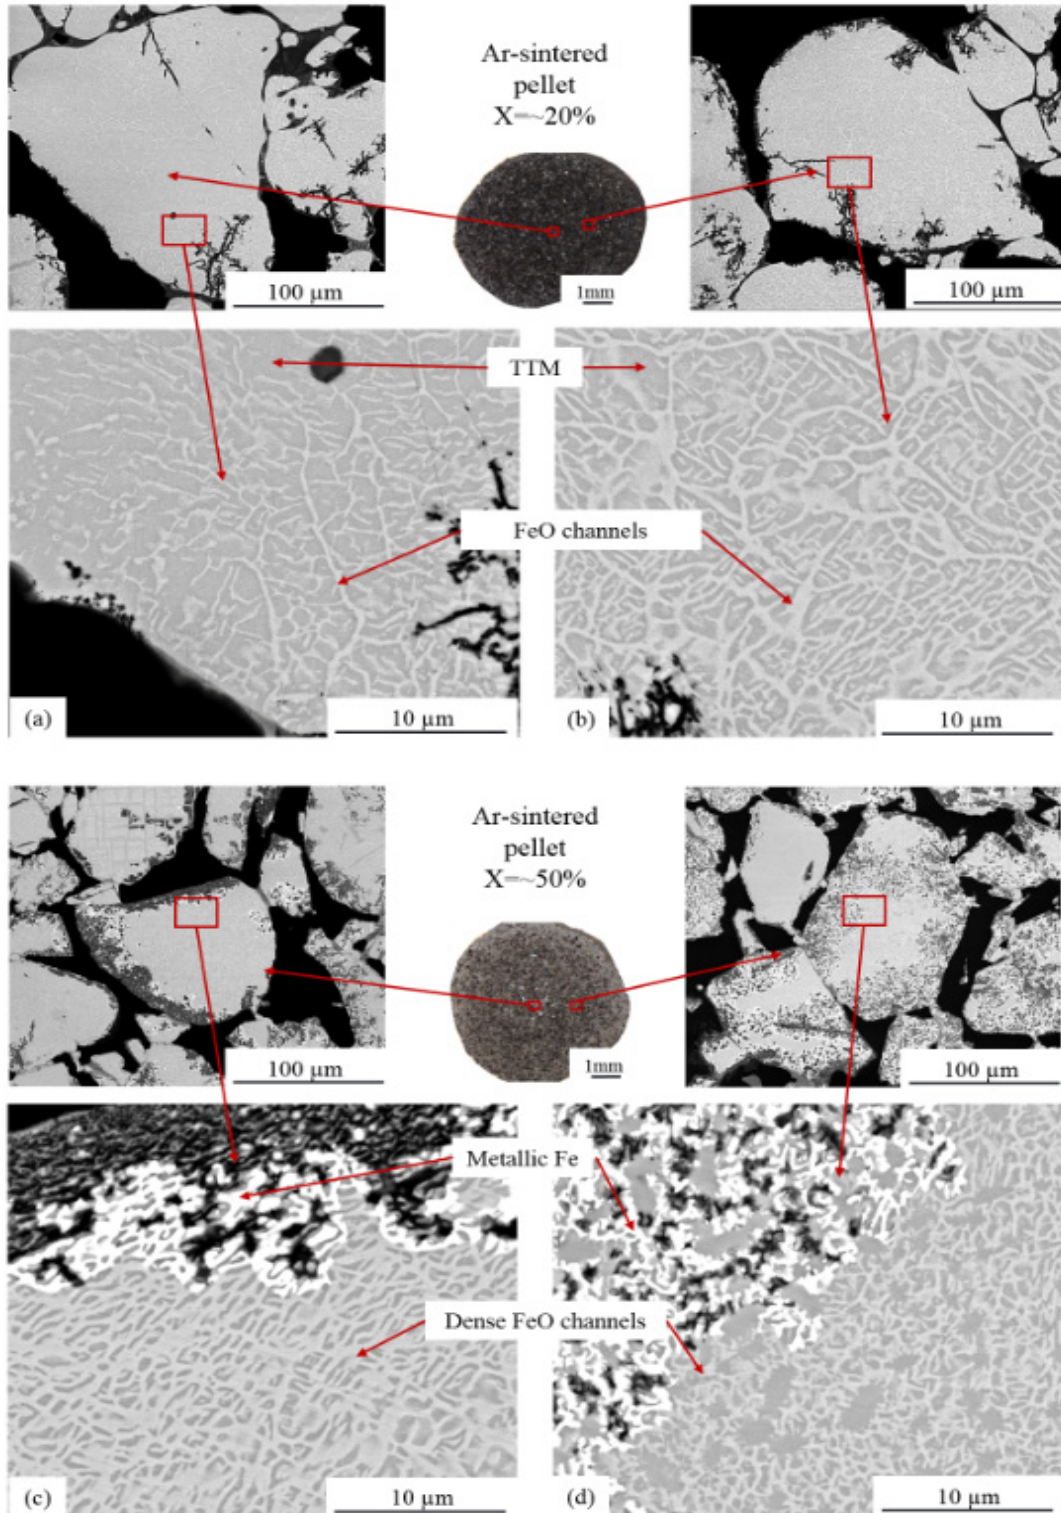 Ar-sintered
pellet
X=~20%
100 µm
1mm
100 µm
TTM
FeO channels
(a)
10 µm
(b)
10 µm
Ar-sintered
pellet
X=~50%
100 µm
1mm
100 µm
Metallic Fe
Dense FeO channels
(c)
10 µm
(d)
10 µm